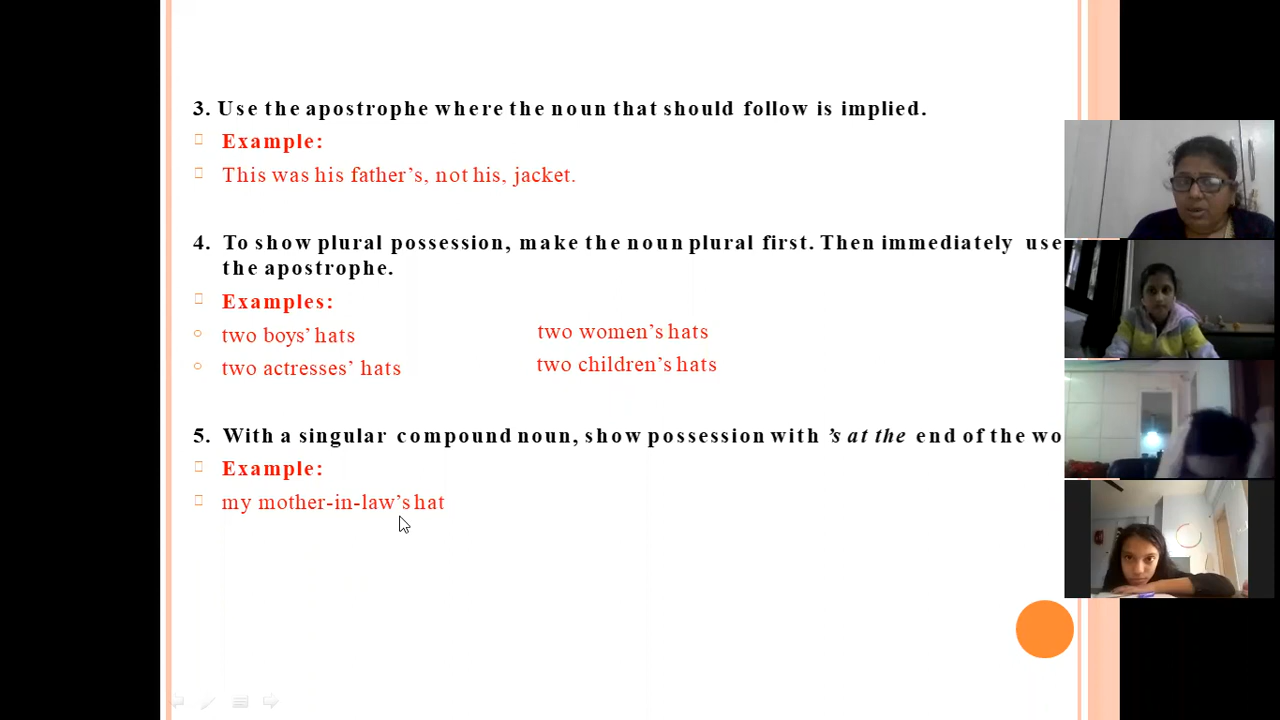 3. Use the apostrophe where the noun that should follow is implied.
Example:
This was his father’s, not his, jacket.
4. To show plural possession, make the noun plural first. Then immediately use
the apostrophe.
Examples:
two boys’ hats
two women’s hats
two actresses’ hats
two children’s hats
5. With a singular compound noun, show possession with ’s at the end of the wo
Example:
my mother-in-law’s hat